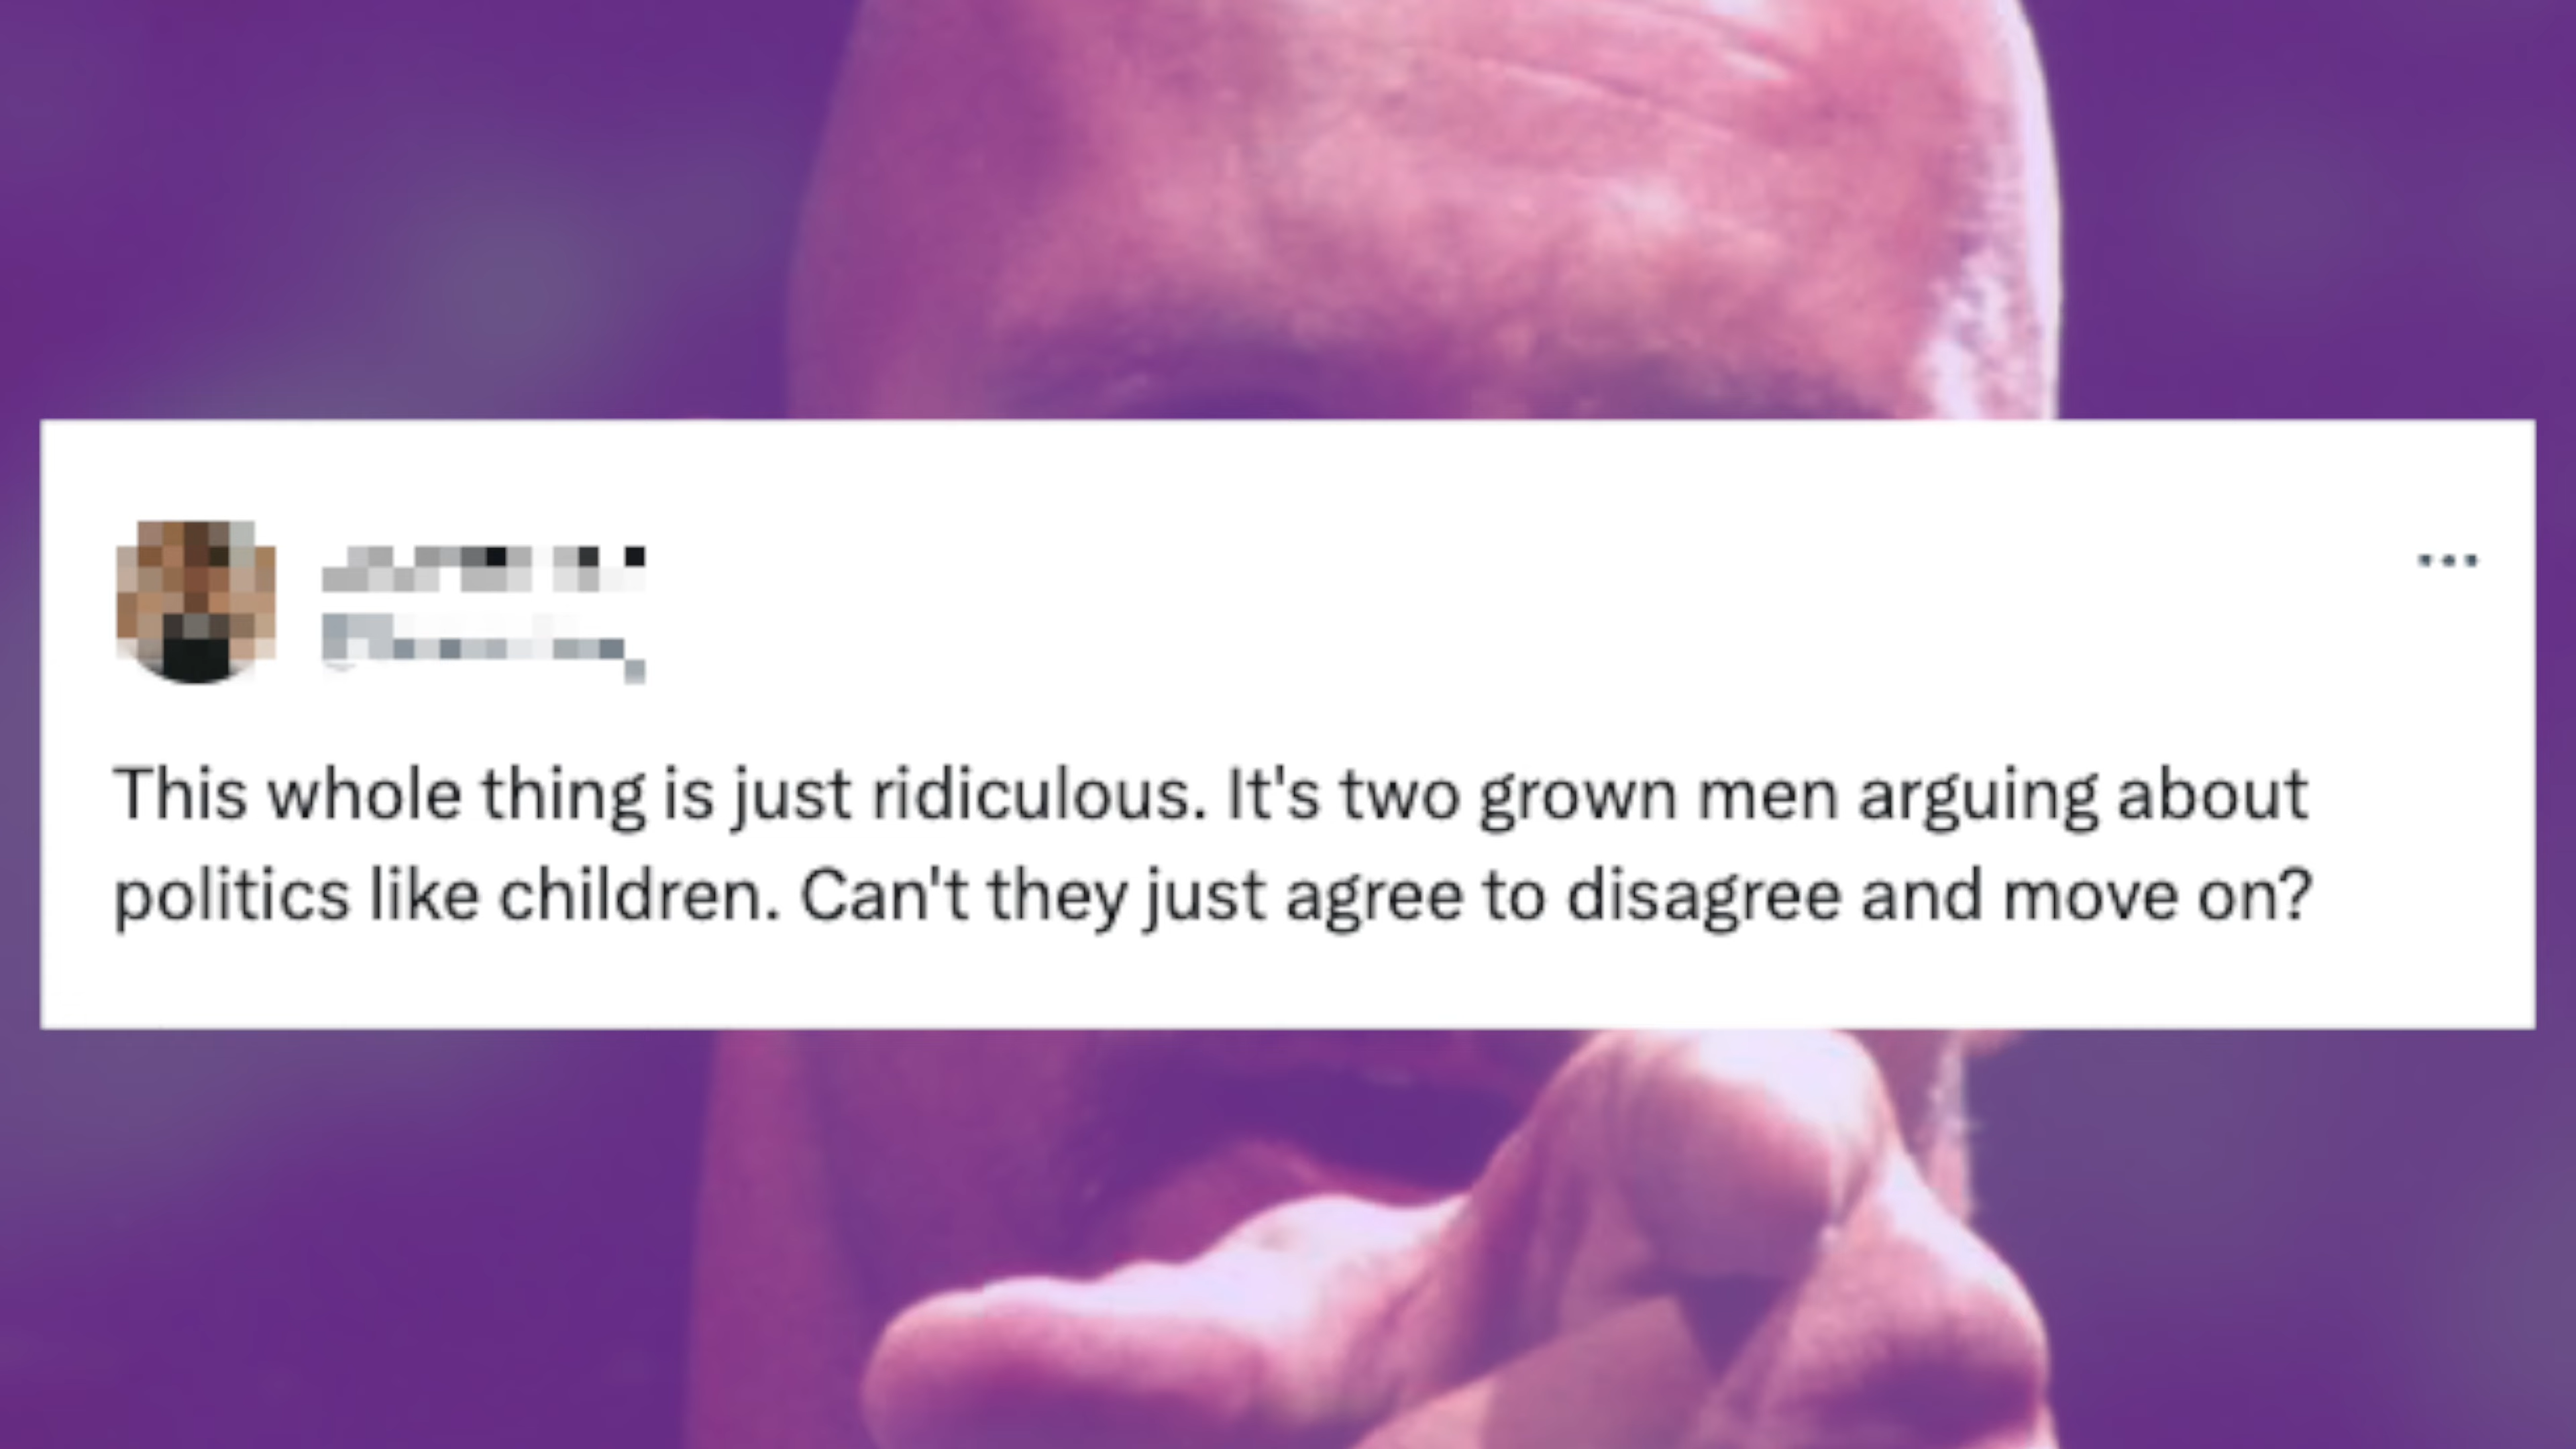 This whole thing is just ridiculous. It's two grown men arguing about
politics like children. Can't they just agree to disagree and move on?